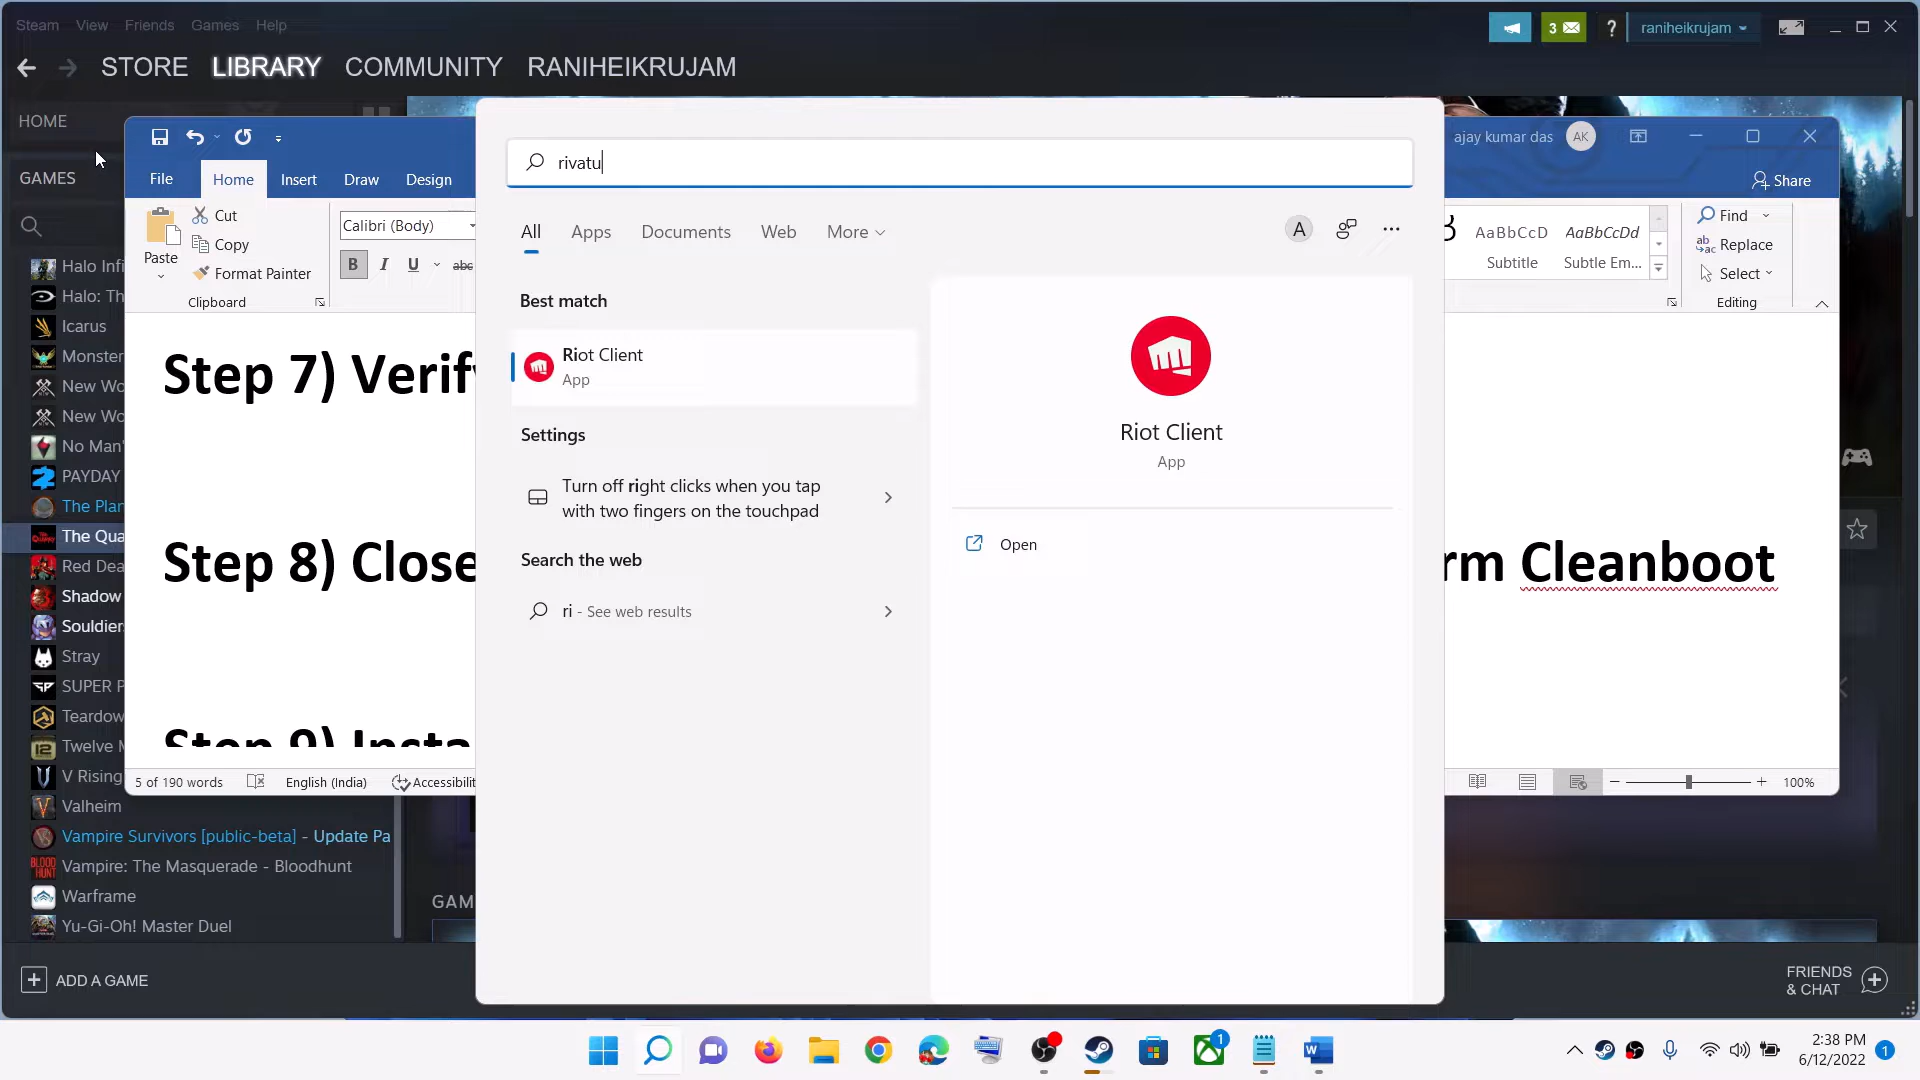 Steam View Friends Games Help
3 ? raniheikrujam
STORE LIBRARY COMMUNITY RANIHEIKRUJAM
HOME
GAMES
Halo Infi
Halo: Th
Icarus
Monster
New Wo
New Wo
No Man'
PAYDAY
The Plan
The Qua
Red Dea
Shadow
Souldier
Stray
SUPER P
Teardow
Twelve M
V Rising
Valheim
Vampire Survivors [public-beta] - Update Pa
Vampire: The Masquerade - Bloodhunt
Warframe
Yu-Gi-Oh! Master Duel
ADD A GAME
GAM
FRIENDS
& CHAT
ajay kumar das AK
File Home Insert Draw Design
Share
Paste
Cut
Copy
Format Painter
Clipboard
Calibri (Body)
B I U abc
AaBbCcD AaBbCcDd
Subtitle Subtle Em...
Find
Replace
Select
Editing
Step 7) Verify
Step 8) Close
rm Cleanboot
Step 9) Insta
5 of 190 words English (India) Accessibilit
100%
rivatu
All Apps Documents Web More
A
Best match
Riot Client
App
Settings
Turn off right clicks when you tap
with two fingers on the touchpad
Search the web
ri - See web results
Riot Client
App
Open
1
2:38 PM
6/12/2022
1